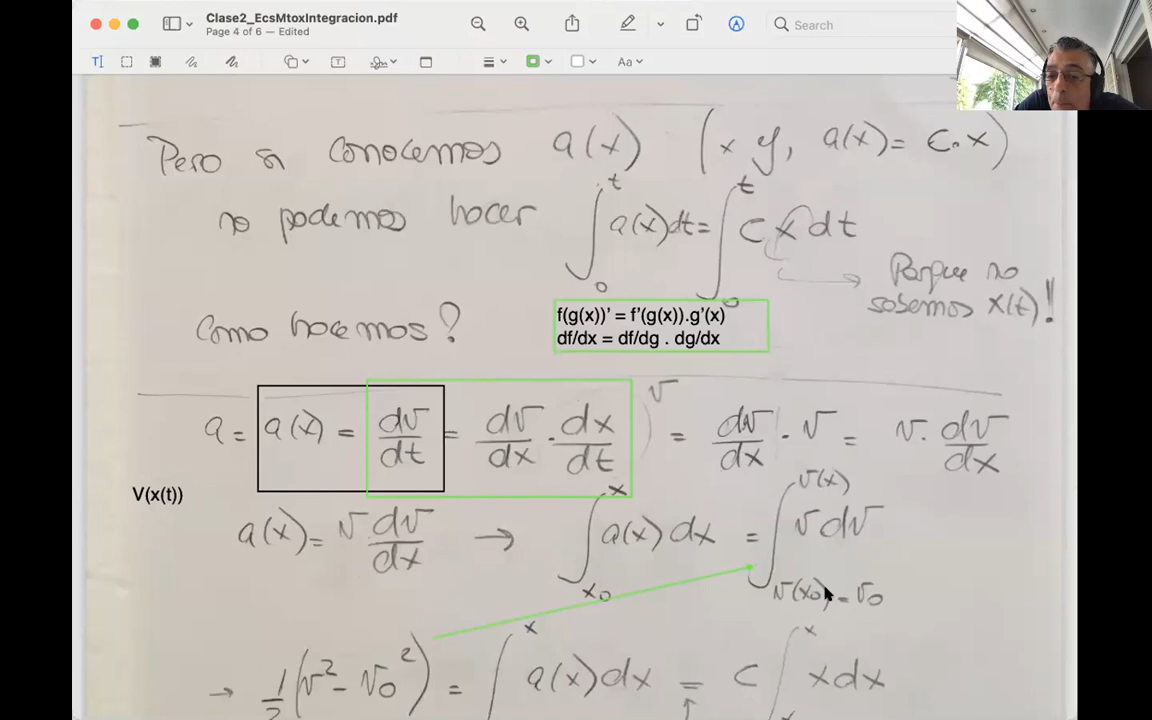 Clase2_EcsMtoxIntegracion.pdf
Page 4 of 6 — Edited
Search
Aa
Pero si conocemos a(x) (x ej, a(x)= C.x)
no podemos hacer ∫₀ᵗ a(x)dt = ∫₀ᵗ C x dt
Porque no
sabemos x(t)!
Como hacemos?
f(g(x))' = f'(g(x)).g'(x)
df/dx = df/dg . dg/dx
a = a(x) = dv/dt = dv/dx · dx/dt ) v = dv/dx · v = v · dv/dx
V(x(t))
a(x) = v dv/dx → ∫ₓ₀ˣ a(x) dx = ∫_{v(x₀)=v₀}^{v(x)} v dv
→ 1/2 (v² - v₀²) = ∫ˣ a(x)dx = C ∫ˣ x dx